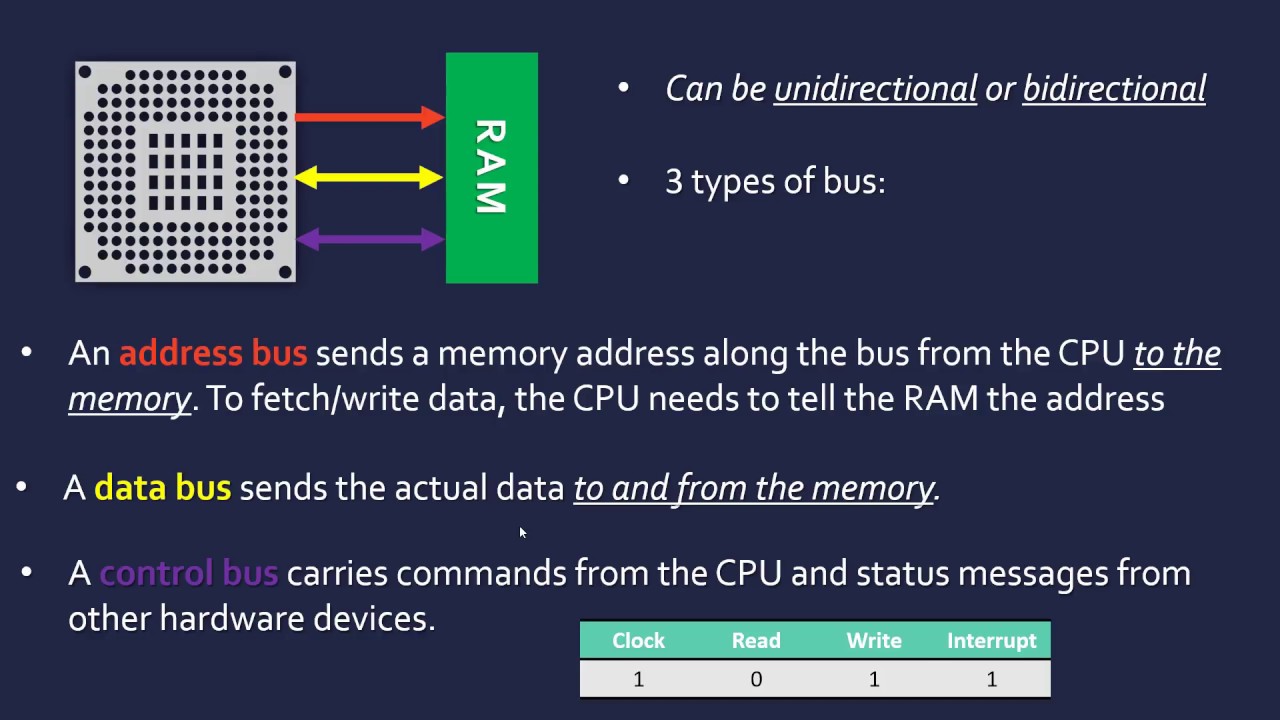 RAM
• Can be unidirectional or bidirectional
• 3 types of bus:
• An address bus sends a memory address along the bus from the CPU to the
memory. To fetch/write data, the CPU needs to tell the RAM the address
• A data bus sends the actual data to and from the memory.
• A control bus carries commands from the CPU and status messages from
other hardware devices.
Clock Read Write Interrupt
1 0 1 1